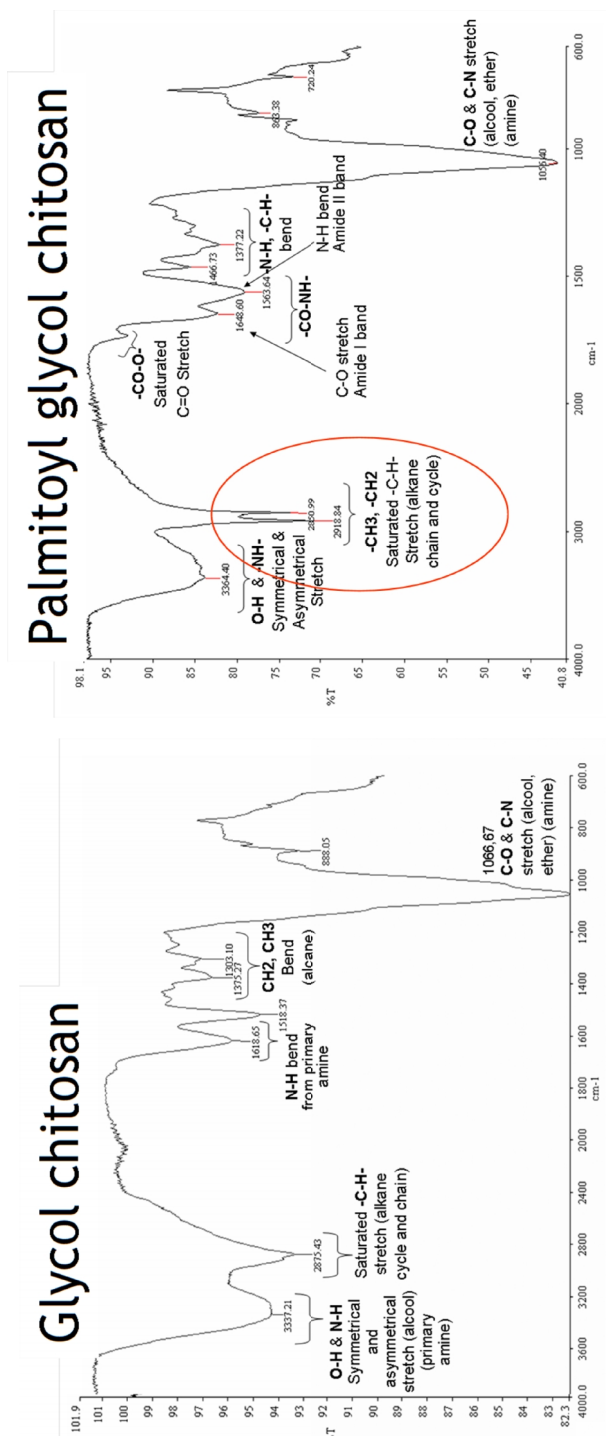 Glycol chitosan
101.9
101
100
99
98
97
96
95
94
93
92
91
90
89
88
87
86
85
84
83
82.3
%T
4000.0
3600
3200
2800
2400
2000
1800
1600
1400
1200
1000
800
600.0
cm-1
3337.21
O-H & N-H
Symmetrical
and
asymmetrical
stretch (alcool)
(primary
amine)
2875.43
Saturated -C-H-
stretch (alkane
cycle and chain)
1618.65
N-H bend
from primary
amine
1518.37
1375.27
1303.10
CH2, CH3
Bend
(alcane)
1066,67
C-O & C-N
stretch (alcool,
ether) (amine)
888.05
Palmitoyl glycol chitosan
98.1
95
90
85
80
75
70
65
60
55
50
45
40.8
%T
4000.0
3000
2000
1500
1000
600.0
cm-1
3364.40
O-H & -NH-
Symmetrical &
Asymmetrical
Stretch
2850.99
2918.84
-CH3, -CH2
Saturated -C-H-
Stretch (alkane
chain and cycle)
-CO-O-
Saturated
C=O Stretch
1648.60
1563.64
-CO-NH-
C-O stretch
Amide I band
1466.73
1377.22
-N-H, -C-H-
bend
N-H bend
Amide II band
1056.40
C-O & C-N stretch
(alcool, ether)
(amine)
863.38
720.24